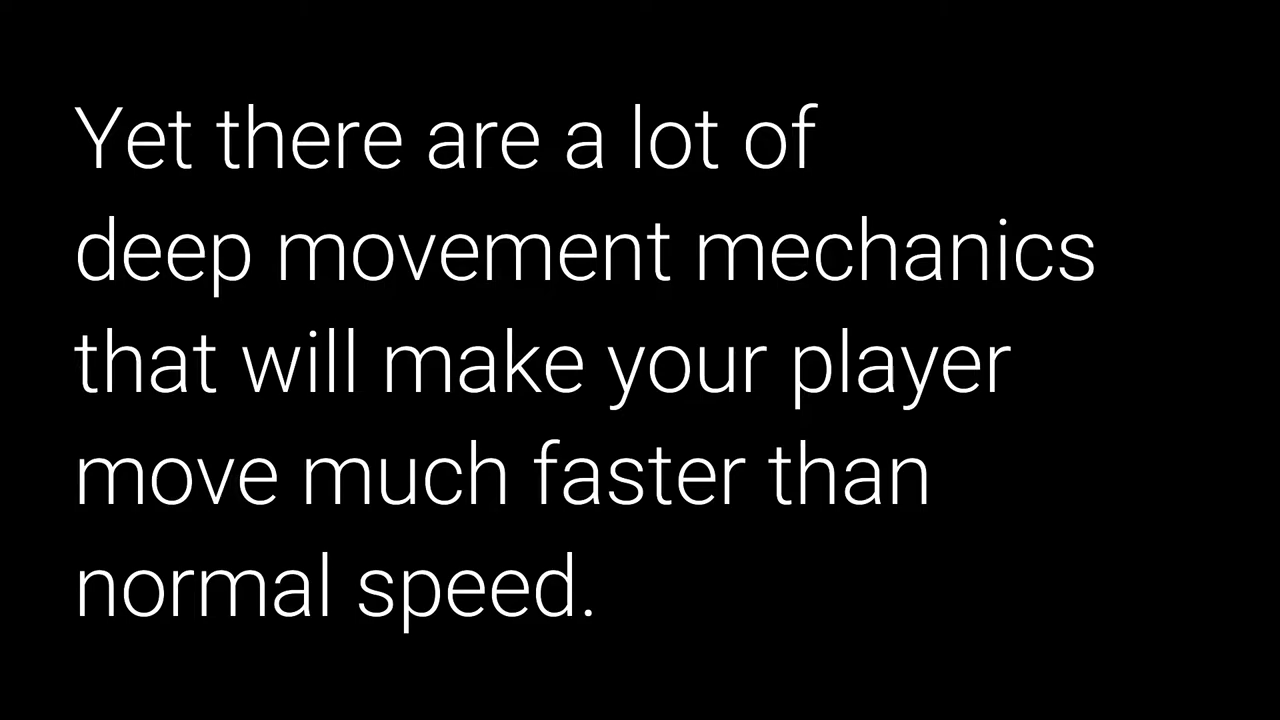 Yet there are a lot of
deep movement mechanics
that will make your player
move much faster than
normal speed.